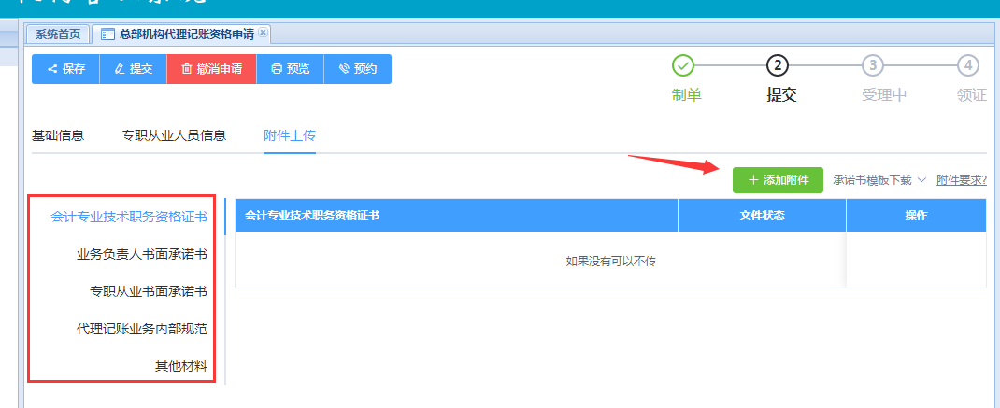 系统首页 总部机构代理记账资格申请
保存 提交 撤消申请 预览 预约
2 3 4
制单 提交 受理中 领证
基础信息 专职从业人员信息 附件上传
添加附件 承诺书模板下载 附件要求?
会计专业技术职务资格证书
业务负责人书面承诺书
专职从业书面承诺书
代理记账业务内部规范
其他材料
会计专业技术职务资格证书 文件状态 操作
如果没有可以不传